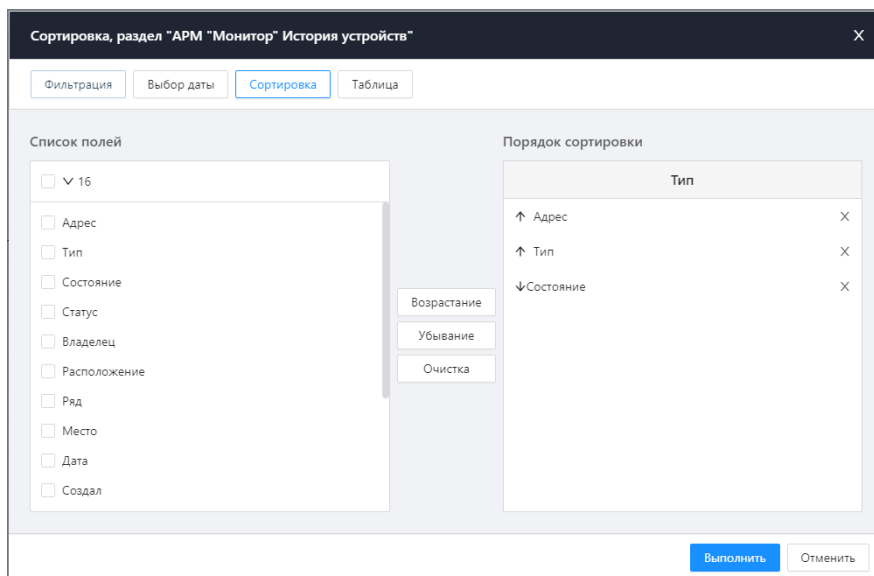 Сортировка, раздел "АРМ "Монитор" История устройств"
X
Фильтрация Выбор даты Сортировка Таблица
Список полей
16
Адрес
Тип
Состояние
Статус
Владелец
Расположение
Ряд
Место
Дата
Создал
Возрастание
Убывание
Очистка
Порядок сортировки
Тип
↑ Адрес X
↑ Тип X
↓Состояние X
Выполнить Отменить